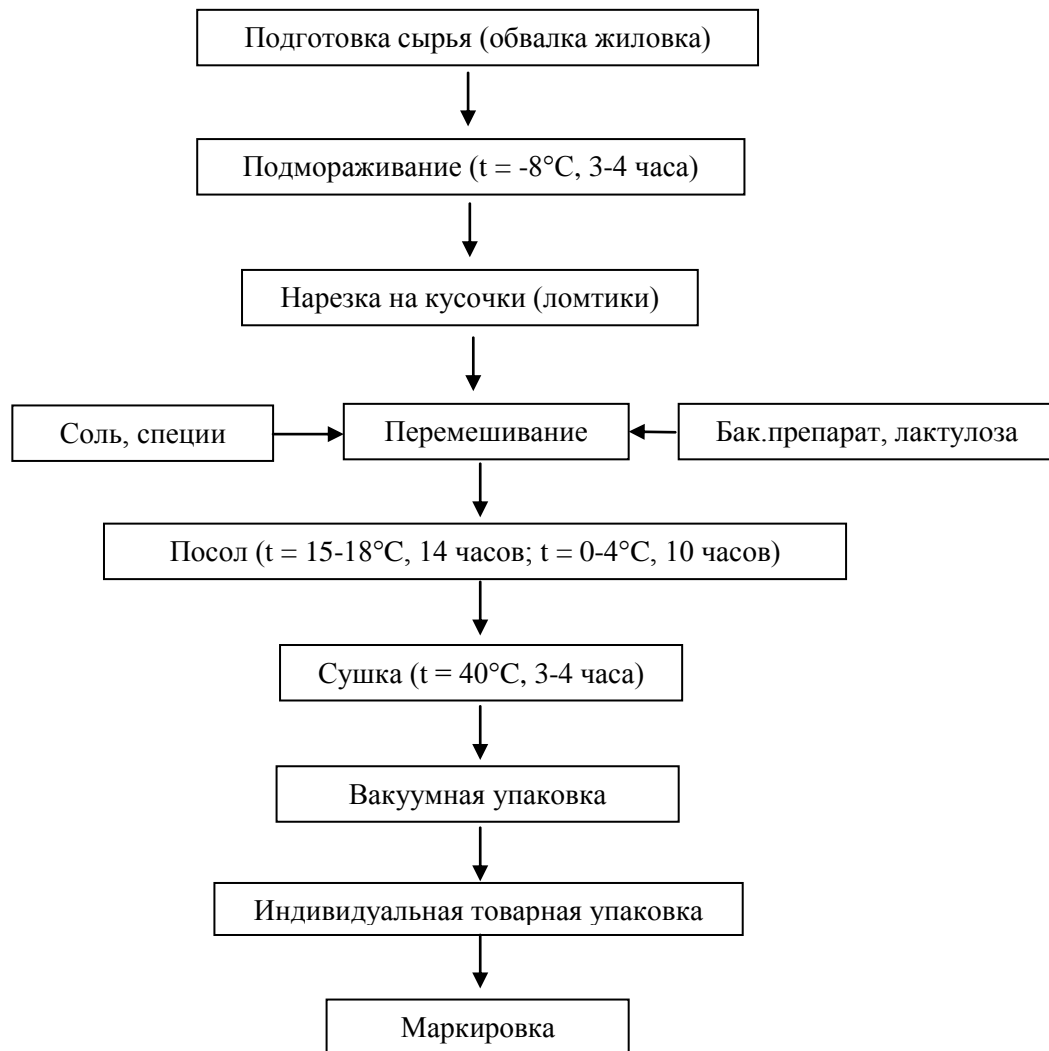 Подготовка сырья (обвалка жиловка)
Подмораживание (t = -8°С, 3-4 часа)
Нарезка на кусочки (ломтики)
Соль, специи
Перемешивание
Бак.препарат, лактулоза
Посол (t = 15-18°С, 14 часов; t = 0-4°С, 10 часов)
Сушка (t = 40°С, 3-4 часа)
Вакуумная упаковка
Индивидуальная товарная упаковка
Маркировка